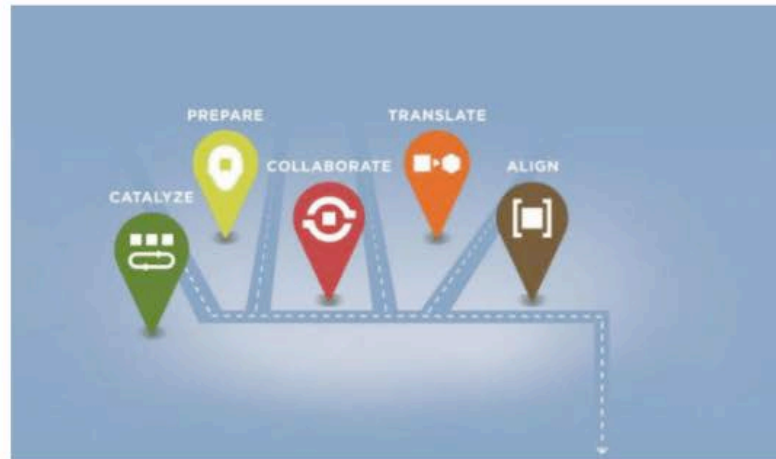 PREPARE
TRANSLATE
COLLABORATE
ALIGN
CATALYZE